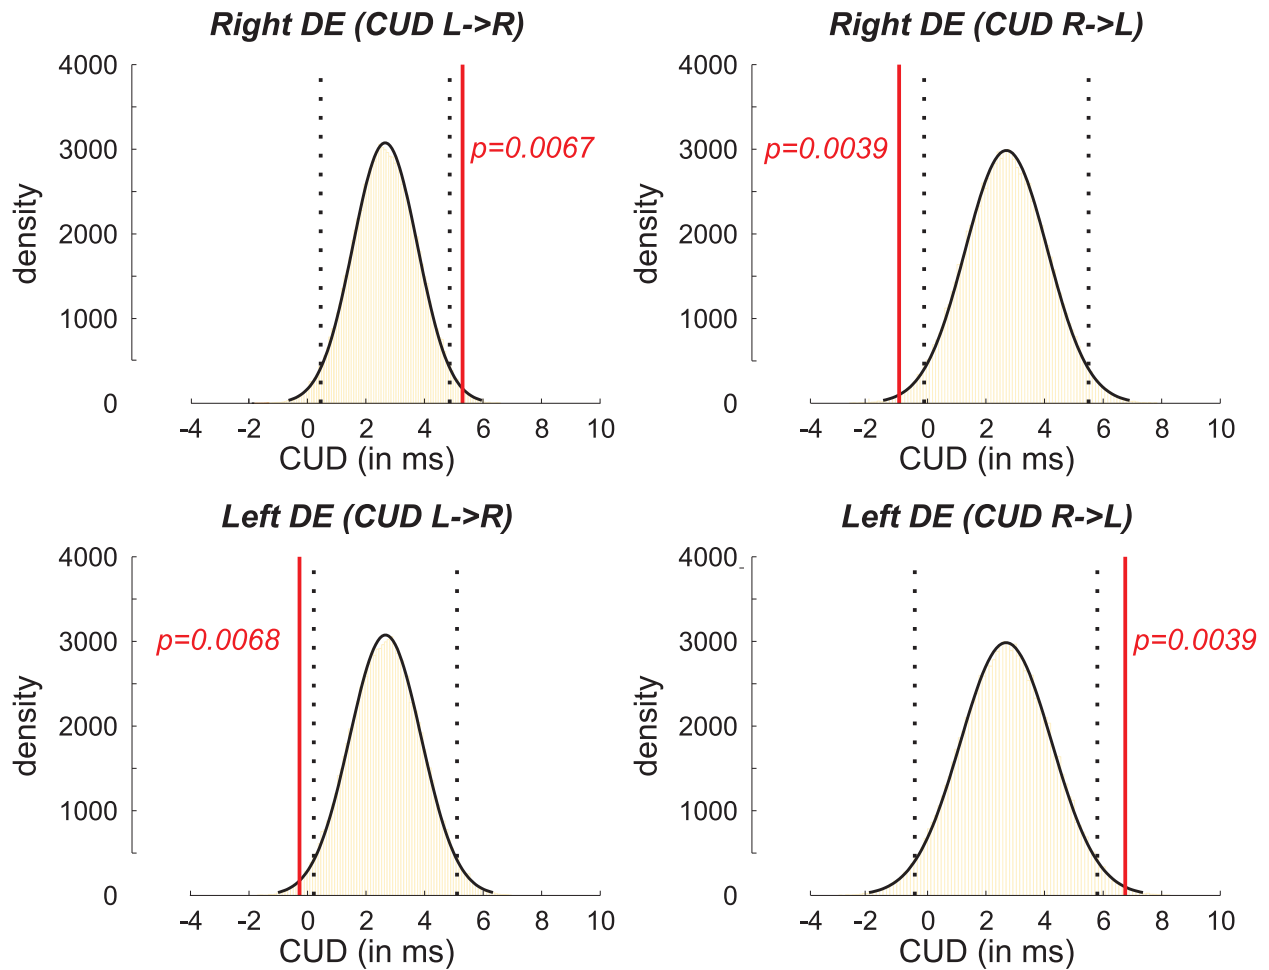 Right DE (CUD L->R)
4000
3000
2000
1000
0
density
p=0.0067
-4 -2 0 2 4 6 8 10
CUD (in ms)
Right DE (CUD R->L)
4000
3000
2000
1000
0
density
p=0.0039
-4 -2 0 2 4 6 8 10
CUD (in ms)
Left DE (CUD L->R)
4000
3000
2000
1000
0
density
p=0.0068
-4 -2 0 2 4 6 8 10
CUD (in ms)
Left DE (CUD R->L)
4000
3000
2000
1000
0
density
p=0.0039
-4 -2 0 2 4 6 8 10
CUD (in ms)